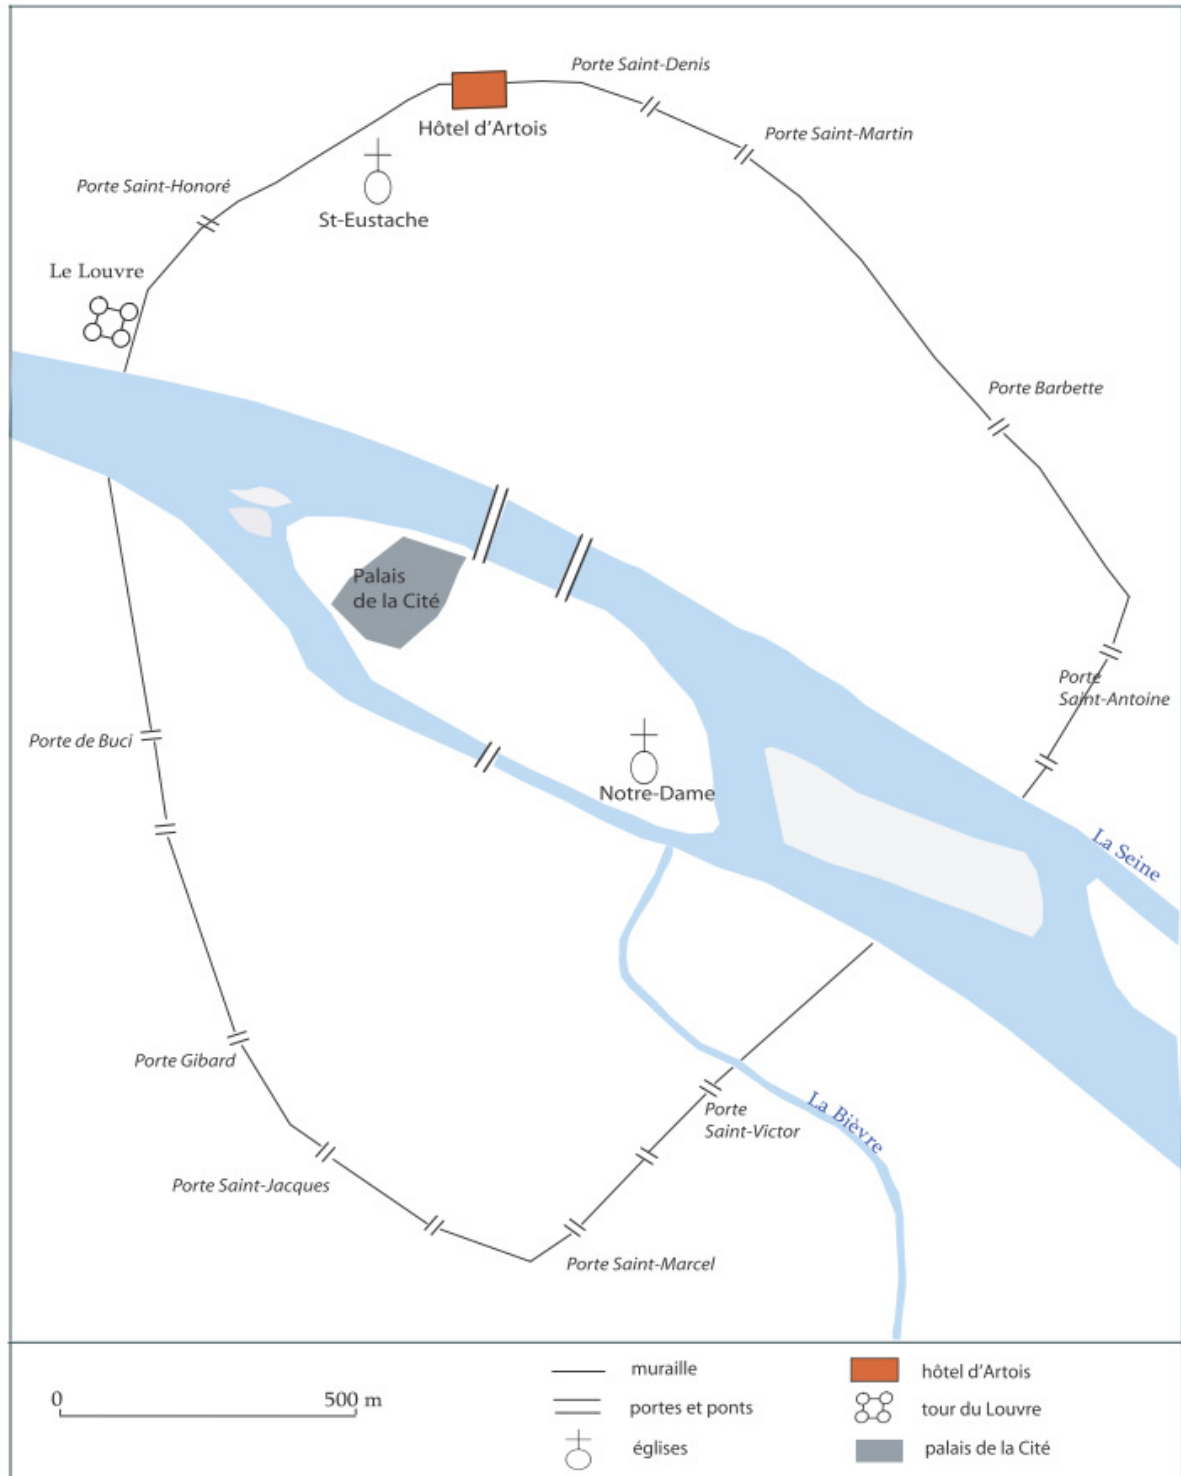 Porte Saint-Denis
Hôtel d'Artois
Porte Saint-Martin
Porte Saint-Honoré
St-Eustache
Le Louvre
Porte Barbette
Palais
de la Cité
Porte
Saint-Antoine
Porte de Buci
Notre-Dame
La Seine
Porte Gibard
Porte
Saint-Victor
La Bièvre
Porte Saint-Jacques
Porte Saint-Marcel
0 500 m
muraille
portes et ponts
églises
hôtel d'Artois
tour du Louvre
palais de la Cité